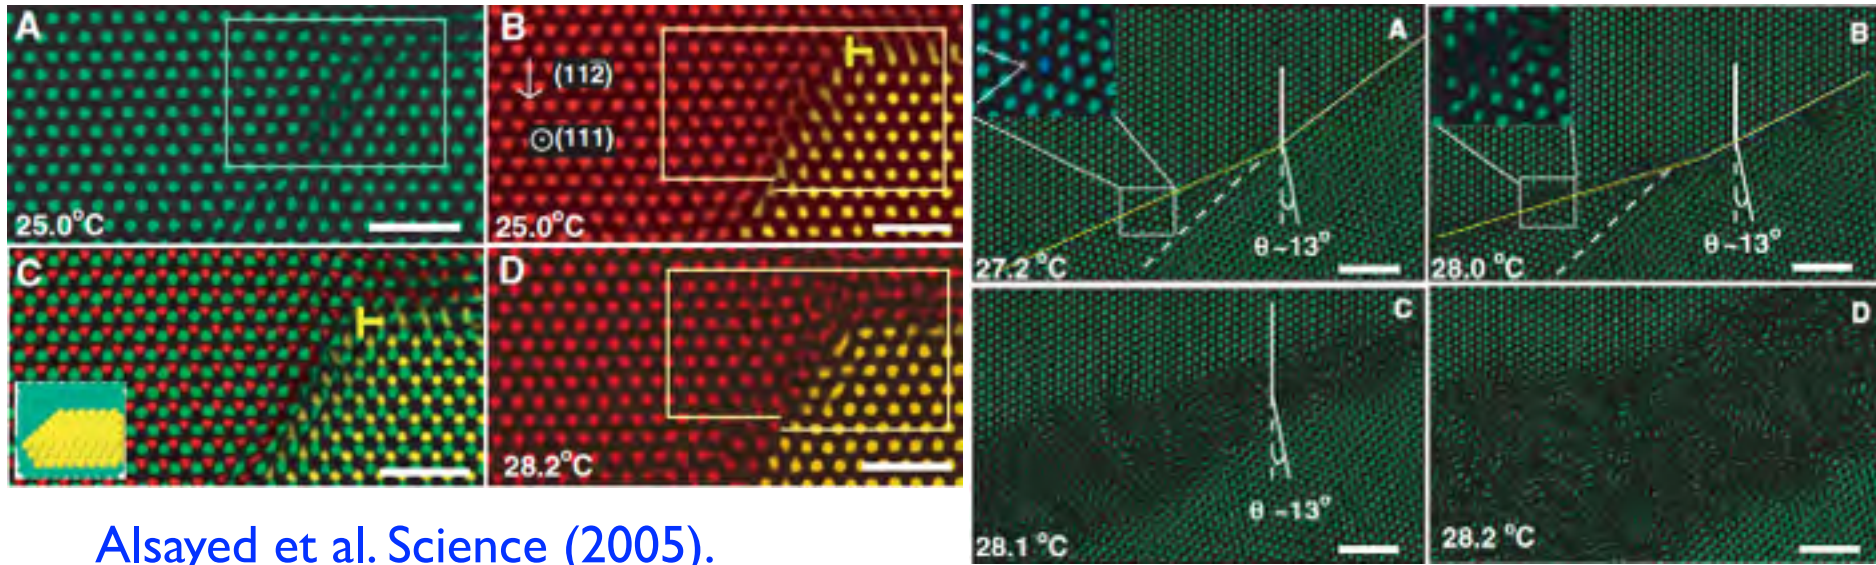 A
25.0°C
B
(112̄)
(111)
25.0°C
C
D
28.2°C
A
θ ~13°
27.2 °C
B
θ ~13°
28.0 °C
C
θ ~13°
28.1 °C
D
28.2 °C
Alsayed et al. Science (2005).